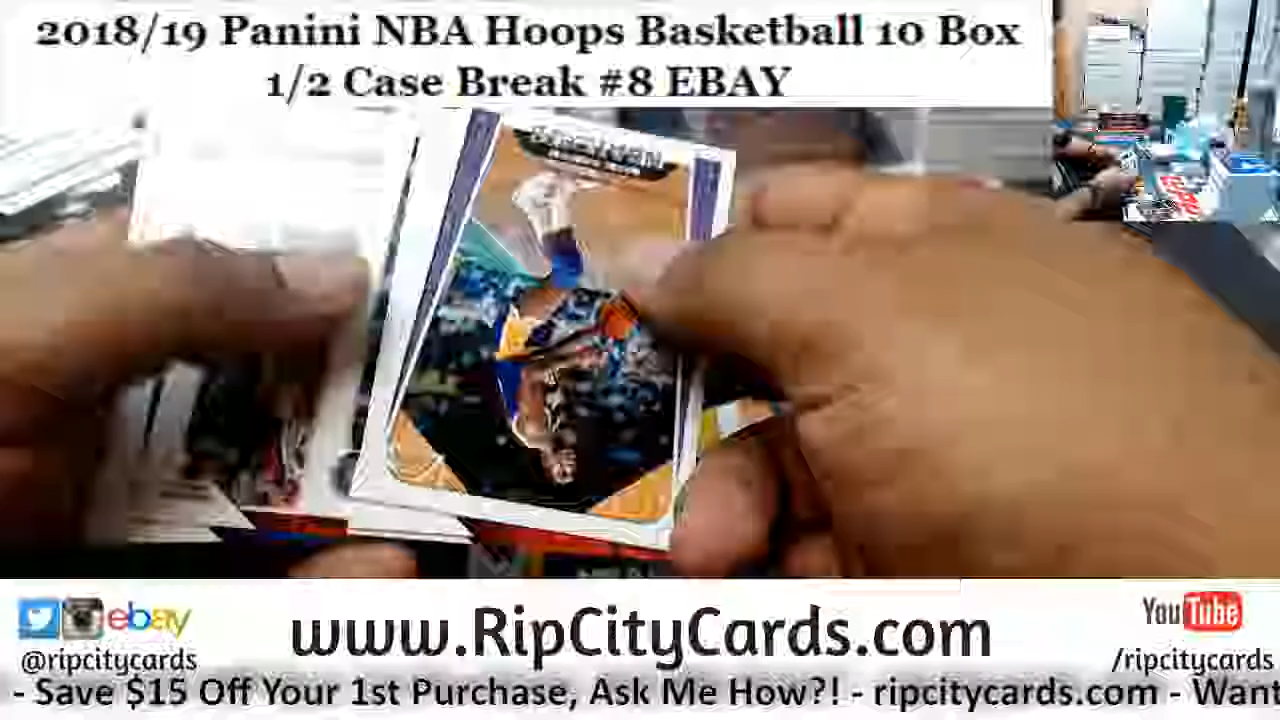 2018/19 Panini NBA Hoops Basketball 10 Box
1/2 Case Break #8 EBAY
ebay
@ripcitycards
www.RipCityCards.com
YouTube
/ripcitycards
- Save $15 Off Your 1st Purchase, Ask Me How?! - ripcitycards.com - Want